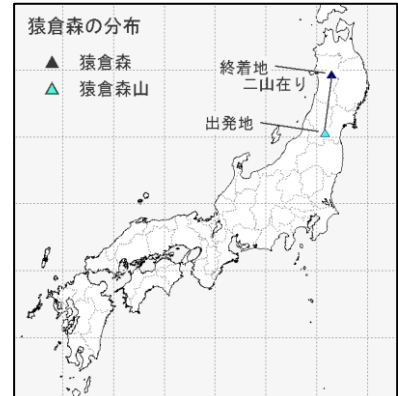 猿倉森の分布
▲ 猿倉森
▲ 猿倉森山
終着地
二山在り
出発地